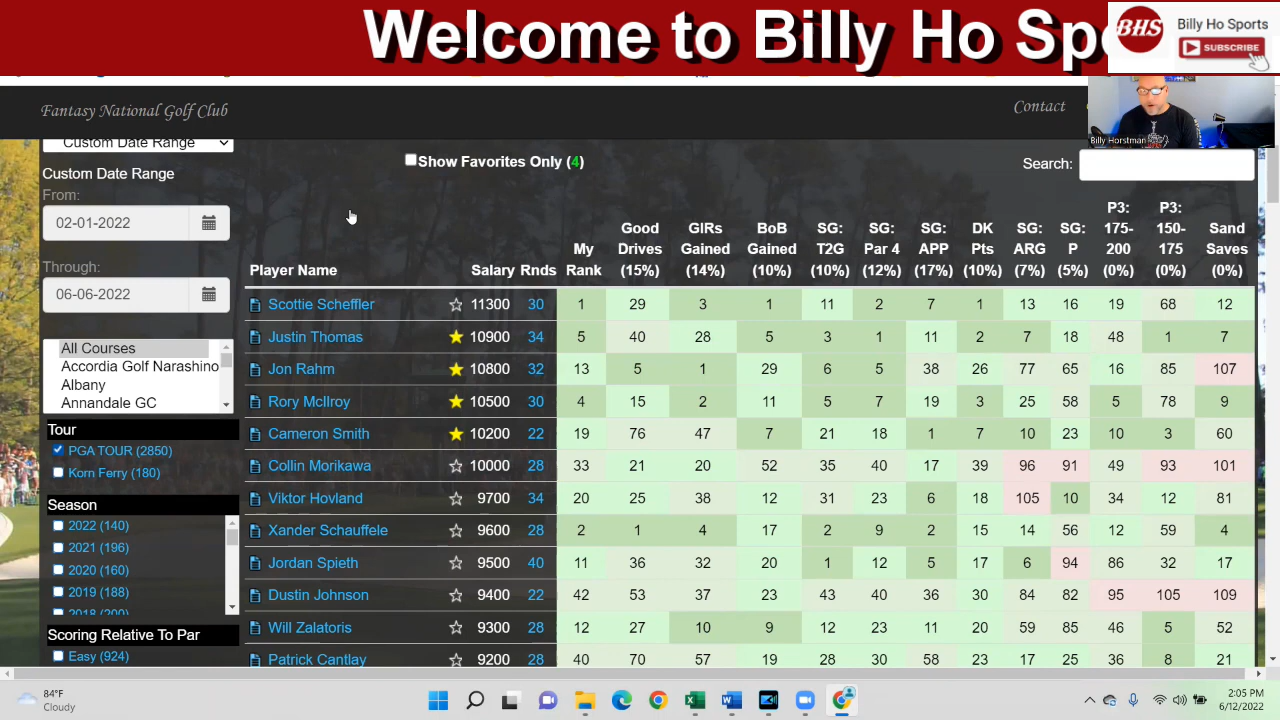 Welcome to Billy Ho Spo
BHS
Billy Ho Sports
SUBSCRIBE
Fantasy National Golf Club
Contact
Billy Horstman
Custom Date Range
Show Favorites Only (4)
Search:
Custom Date Range
From:
02-01-2022
Through:
06-06-2022
All Courses
Accordia Golf Narashino
Albany
Annandale GC
Tour
PGA TOUR (2850)
Korn Ferry (180)
Season
2022 (140)
2021 (196)
2020 (160)
2019 (188)
2018 (200)
Scoring Relative To Par
Easy (924)
Player Name Salary Rnds My Rank Good Drives (15%) GIRs Gained (14%) BoB Gained (10%) SG: T2G (10%) SG: Par 4 (12%) SG: APP (17%) DK Pts (10%) SG: ARG (7%) SG: P (5%) P3: 175-200 (0%) P3: 150-175 (0%) Sand Saves (0%)
Scottie Scheffler 11300 30 1 29 3 1 11 2 7 1 13 16 19 68 12
Justin Thomas 10900 34 5 40 28 5 3 1 11 2 7 18 48 1 7
Jon Rahm 10800 32 13 5 1 29 6 5 38 26 77 65 16 85 107
Rory McIlroy 10500 30 4 15 2 11 5 7 19 3 25 58 5 78 9
Cameron Smith 10200 22 19 76 47 7 21 18 1 7 10 23 10 3 60
Collin Morikawa 10000 28 33 21 20 52 35 40 17 39 96 91 49 93 101
Viktor Hovland 9700 34 20 25 38 12 31 23 6 18 105 10 34 12 81
Xander Schauffele 9600 28 2 1 4 17 2 9 2 15 14 56 12 59 4
Jordan Spieth 9500 40 11 36 32 20 1 12 5 17 6 94 86 32 17
Dustin Johnson 9400 22 42 53 37 23 43 40 36 30 84 82 95 105 109
Will Zalatoris 9300 28 12 27 10 9 12 23 11 20 59 85 46 5 52
Patrick Cantlay 9200 28 40 70 57 19 28 30 58 23 17 25 36 8 21
84°F
Cloudy
2:05 PM
6/12/2022